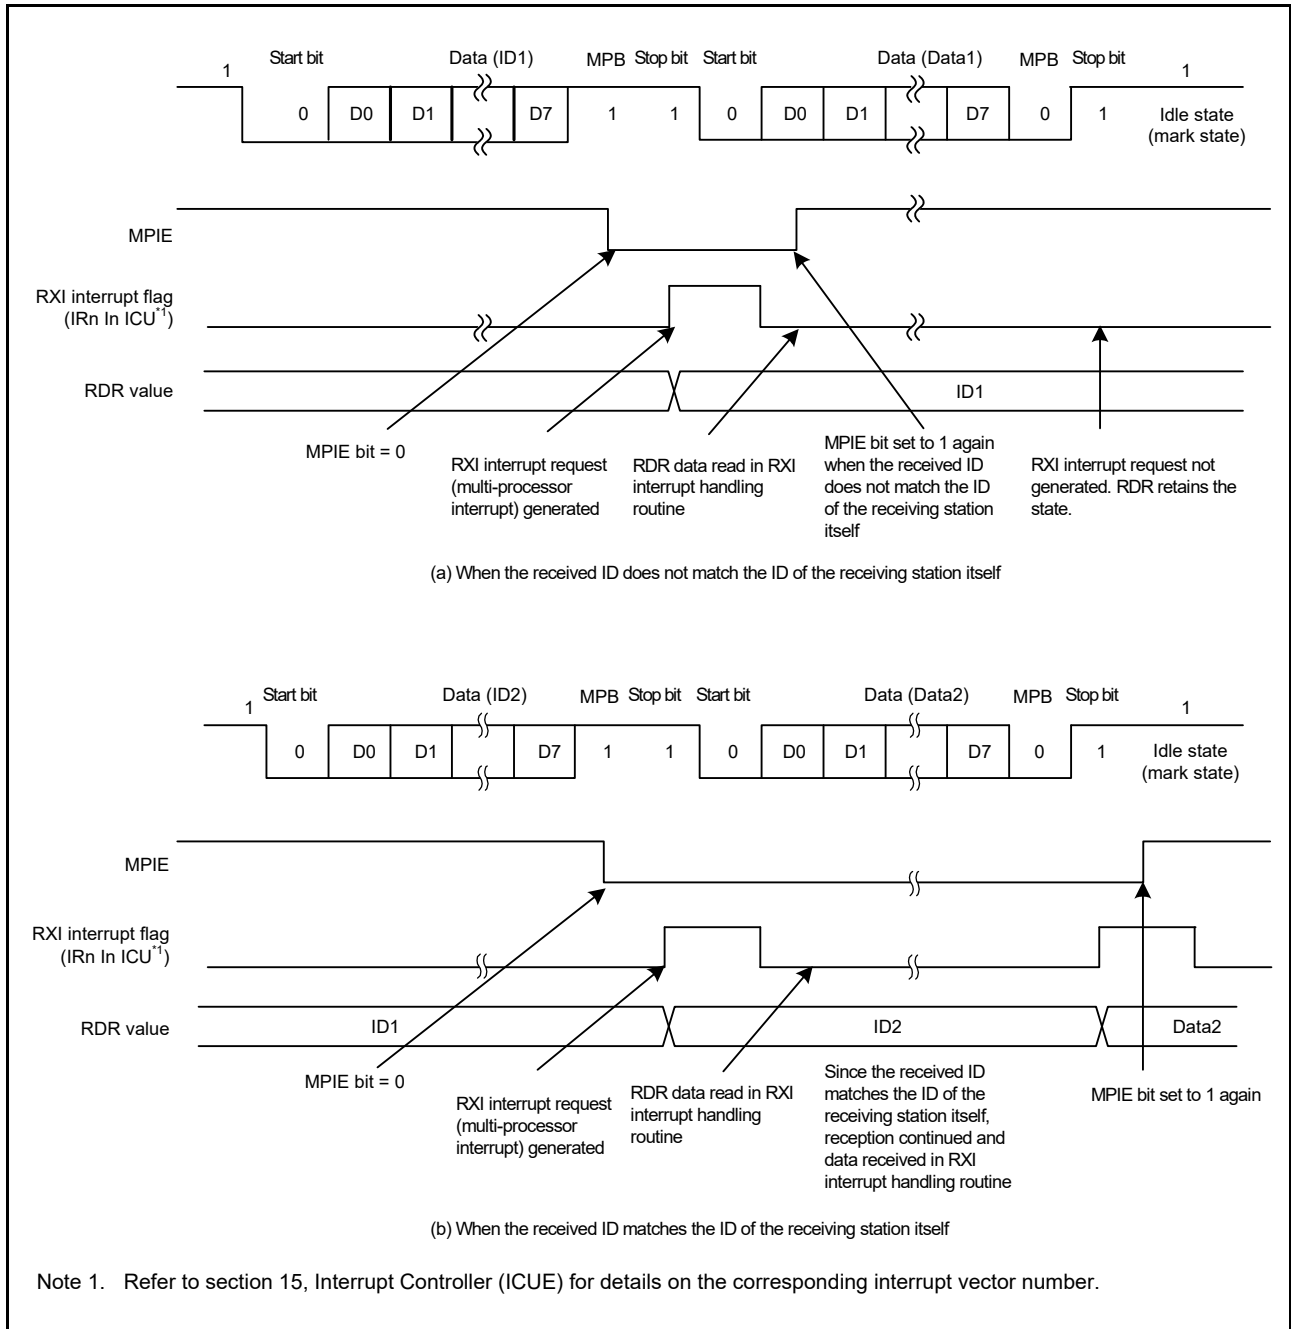 Start bit Data (ID1) MPB Stop bit Start bit Data (Data1) MPB Stop bit
1 1
0 D0 D1 D7 1 1 0 D0 D1 D7 0 1 Idle state
(mark state)
MPIE
RXI interrupt flag
(IRn In ICU*1)
RDR value ID1
MPIE bit = 0
RXI interrupt request
(multi-processor
interrupt) generated
RDR data read in RXI
interrupt handling
routine
MPIE bit set to 1 again
when the received ID
does not match the ID
of the receiving station
itself
RXI interrupt request not
generated. RDR retains the
state.
(a) When the received ID does not match the ID of the receiving station itself
Start bit Data (ID2) MPB Stop bit Start bit Data (Data2) MPB Stop bit
1 1
0 D0 D1 D7 1 1 0 D0 D1 D7 0 1 Idle state
(mark state)
MPIE
RXI interrupt flag
(IRn In ICU*1)
RDR value ID1 ID2 Data2
MPIE bit = 0
RXI interrupt request
(multi-processor
interrupt) generated
RDR data read in RXI
interrupt handling
routine
Since the received ID
matches the ID of the
receiving station itself,
reception continued and
data received in RXI
interrupt handling routine
MPIE bit set to 1 again
(b) When the received ID matches the ID of the receiving station itself
Note 1. Refer to section 15, Interrupt Controller (ICUE) for details on the corresponding interrupt vector number.